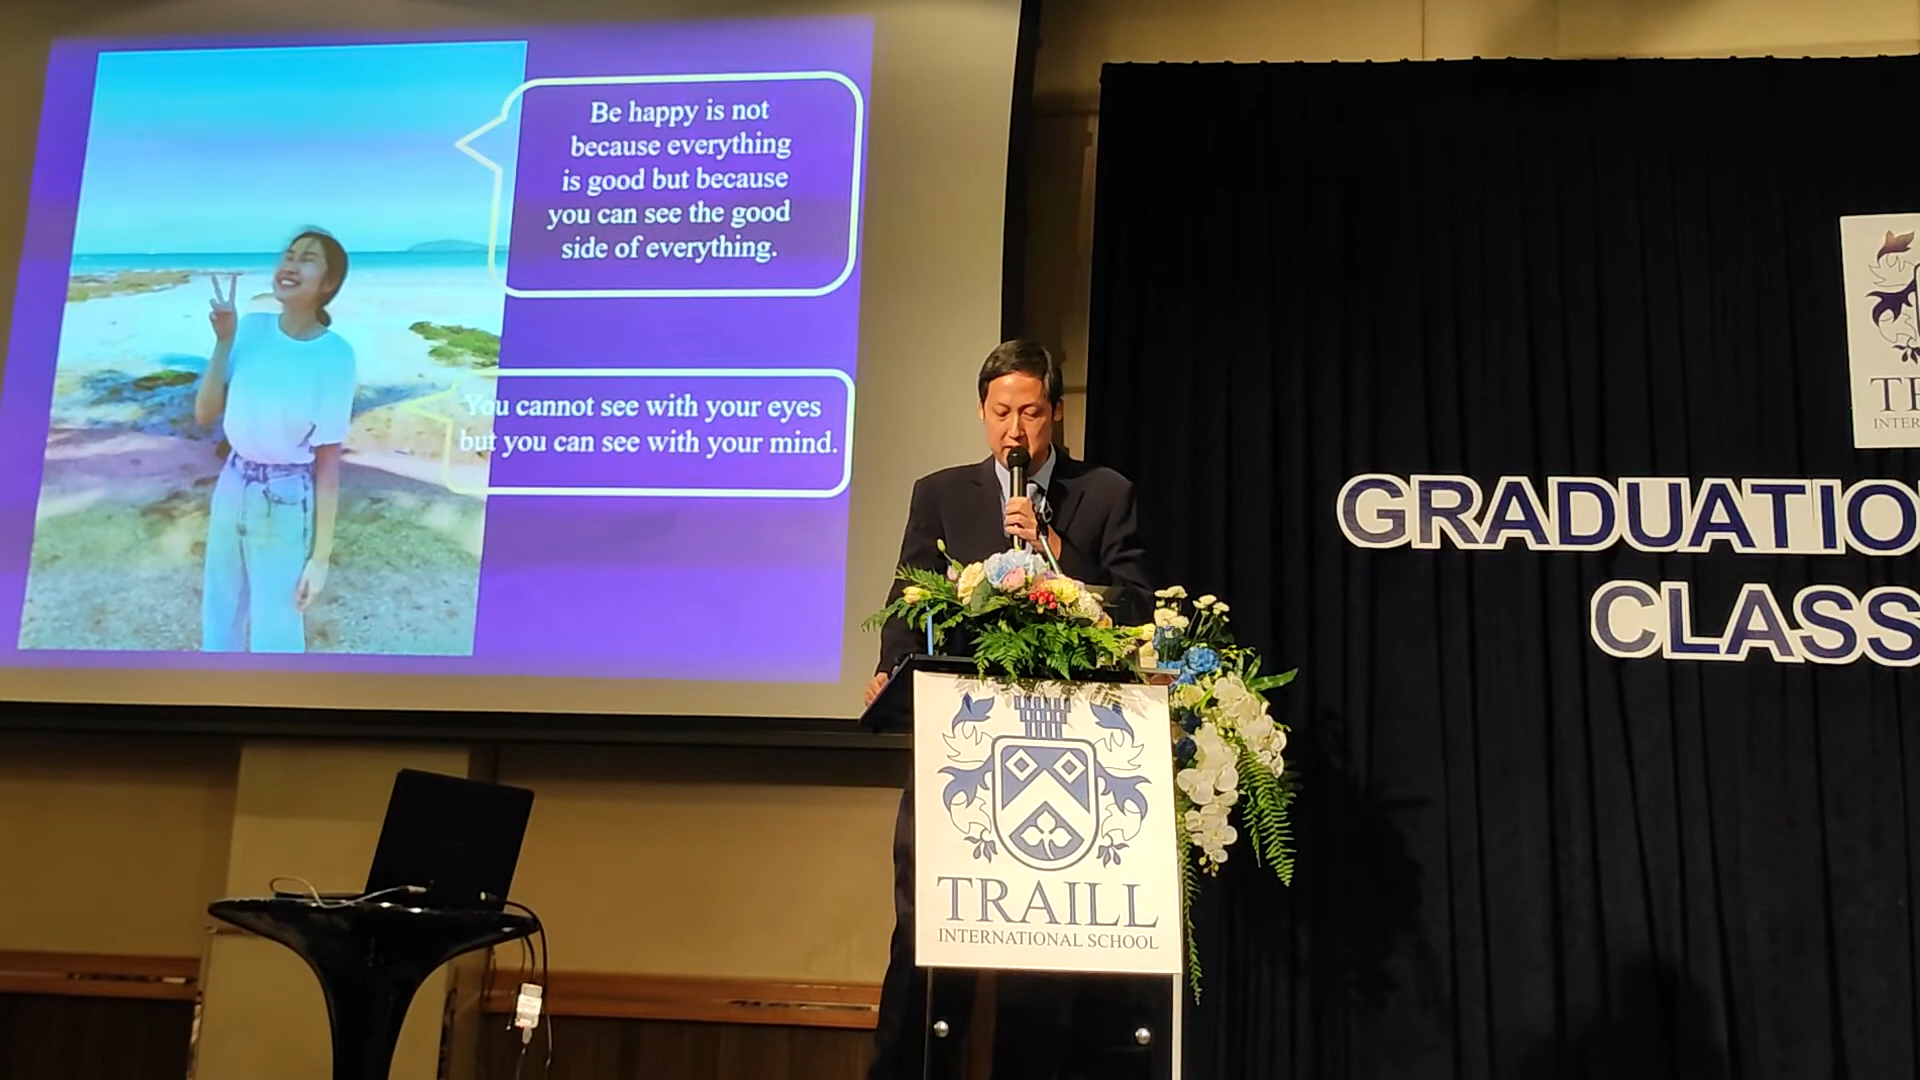 Be happy is not
because everything
is good but because
you can see the good
side of everything.
You cannot see with your eyes
but you can see with your mind.
GRADUATIO
CLASS
TRAILL
INTERNATIONAL SCHOOL